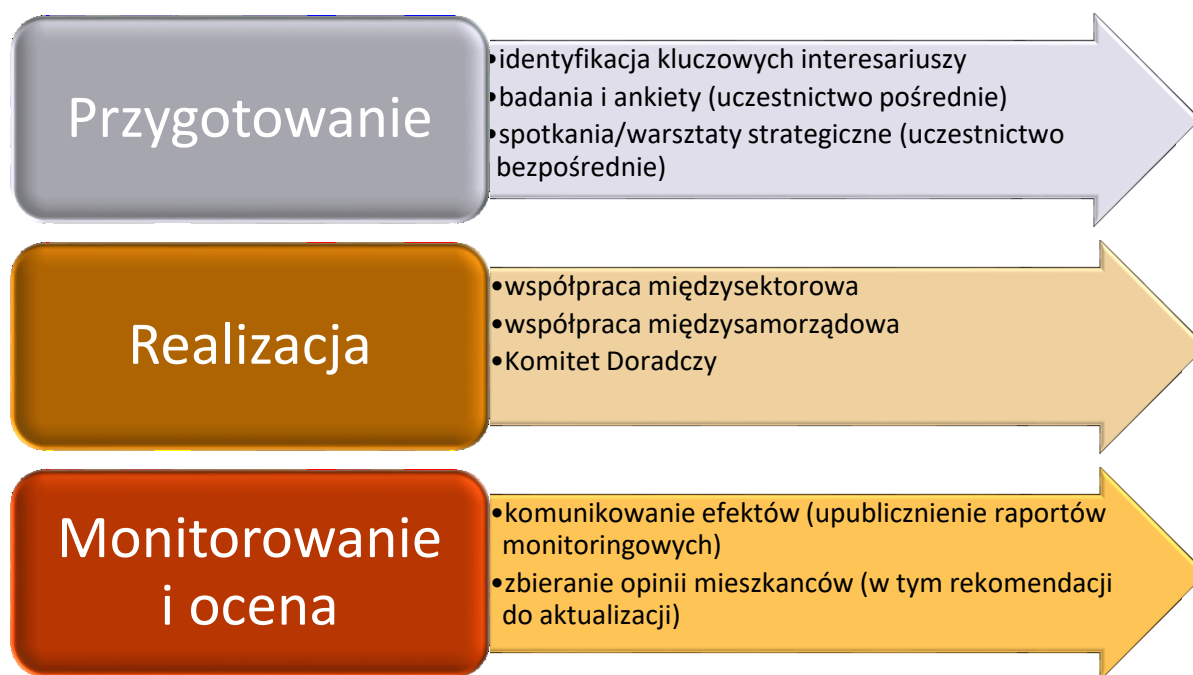 Przygotowanie
•identyfikacja kluczowych interesariuszy
•badania i ankiety (uczestnictwo pośrednie)
•spotkania/warsztaty strategiczne (uczestnictwo
bezpośrednie)
Realizacja
•współpraca międzysektorowa
•współpraca międzysamorządowa
•Komitet Doradczy
Monitorowanie
i ocena
•komunikowanie efektów (upublicznienie raportów
monitoringowych)
•zbieranie opinii mieszkanców (w tym rekomendacji
do aktualizacji)